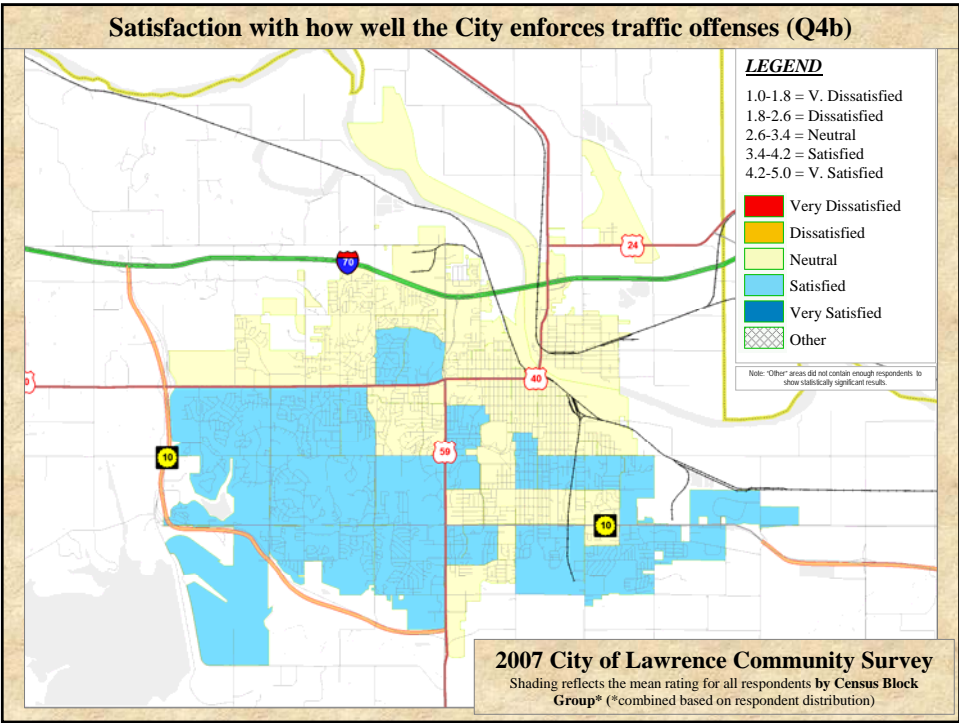 Satisfaction with how well the City enforces traffic offenses (Q4b)
LEGEND
1.0-1.8 = V. Dissatisfied
1.8-2.6 = Dissatisfied
2.6-3.4 = Neutral
3.4-4.2 = Satisfied
4.2-5.0 = V. Satisfied
Very Dissatisfied
Dissatisfied
Neutral
Satisfied
Very Satisfied
Other
Note: "Other" areas did not contain enough respondents to
show statistically significant results.
24
70
40
59
10
10
2007 City of Lawrence Community Survey
Shading reflects the mean rating for all respondents by Census Block
Group* (*combined based on respondent distribution)